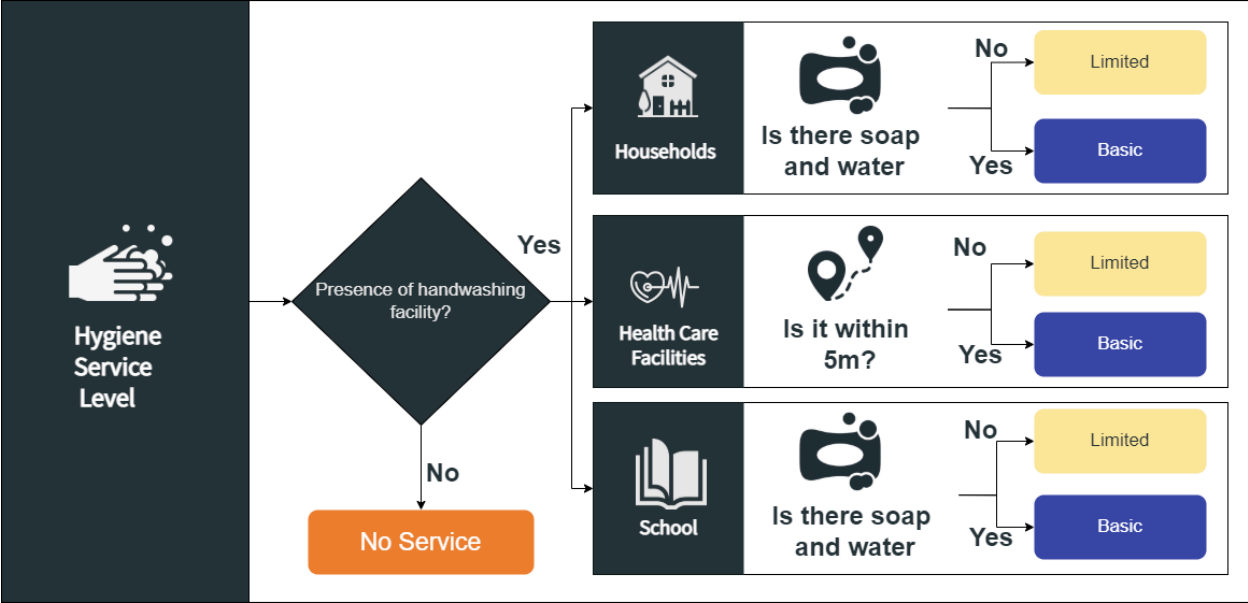 Hygiene
Service
Level
Presence of handwashing
facility?
Yes
No
No Service
Households
Is there soap
and water
No
Limited
Yes
Basic
Health Care
Facilities
Is it within
5m?
No
Limited
Yes
Basic
School
Is there soap
and water
No
Limited
Yes
Basic